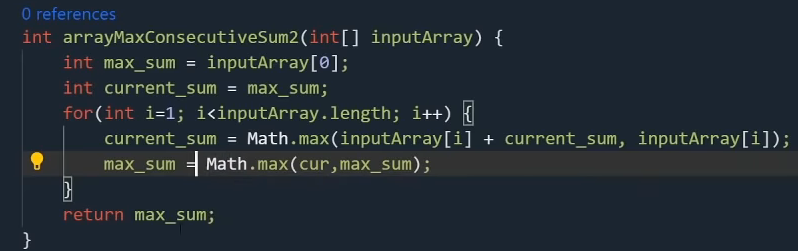 0 references
int arrayMaxConsecutiveSum2(int[] inputArray) {
    int max_sum = inputArray[0];
    int current_sum = max_sum;
    for(int i=1; i<inputArray.length; i++) {
        current_sum = Math.max(inputArray[i] + current_sum, inputArray[i]);
        max_sum = Math.max(cur,max_sum);
    }
    return max_sum;
}